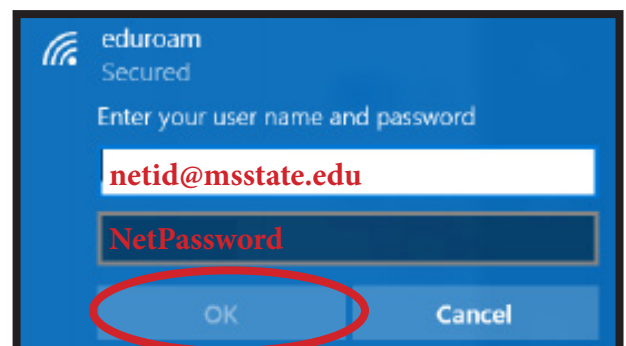 eduroam
Secured
Enter your user name and password
netid@msstate.edu
NetPassword
OK Cancel